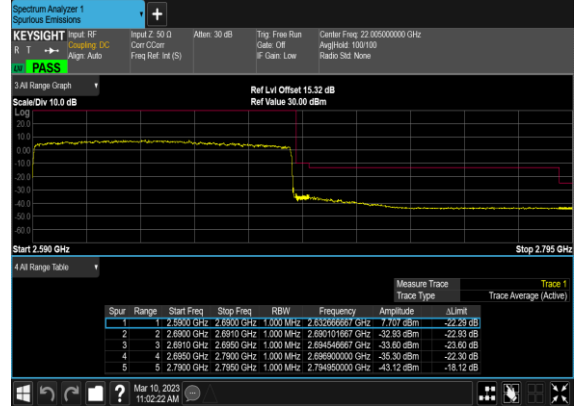 Spectrum Analyzer 1
Spurious Emissions
KEYSIGHT Input: RF Input Z: 50 Ω Atten: 30 dB Trig: Free Run Center Freq: 22.005000000 GHz
R T Coupling: DC Corr CCorr Gate: Off Avg|Hold: 100/100
Align: Auto Freq Ref: Int (S) IF Gain: Low Radio Std: None
PASS
3 All Range Graph
Ref Lvl Offset 15.32 dB
Scale/Div 10.0 dB Ref Value 30.00 dBm
Log
20.0
10.0
0.00
-10.0
-20.0
-30.0
-40.0
-50.0
-60.0
Start 2.590 GHz Stop 2.795 GHz
4 All Range Table
Measure Trace Trace 1
Trace Type Trace Average (Active)
Spur Range Start Freq Stop Freq RBW Frequency Amplitude ΔLimit
1 1 2.5900 GHz 2.6900 GHz 1.000 MHz 2.632666667 GHz 7.707 dBm -22.29 dB
2 2 2.6900 GHz 2.6910 GHz 1.000 MHz 2.690101667 GHz -32.93 dBm -22.93 dB
3 3 2.6910 GHz 2.6950 GHz 1.000 MHz 2.694546667 GHz -33.60 dBm -23.60 dB
4 4 2.6950 GHz 2.7900 GHz 1.000 MHz 2.696900000 GHz -35.30 dBm -22.30 dB
5 5 2.7900 GHz 2.7950 GHz 1.000 MHz 2.794950000 GHz -43.12 dBm -18.12 dB
Mar 10, 2023
11:02:22 AM